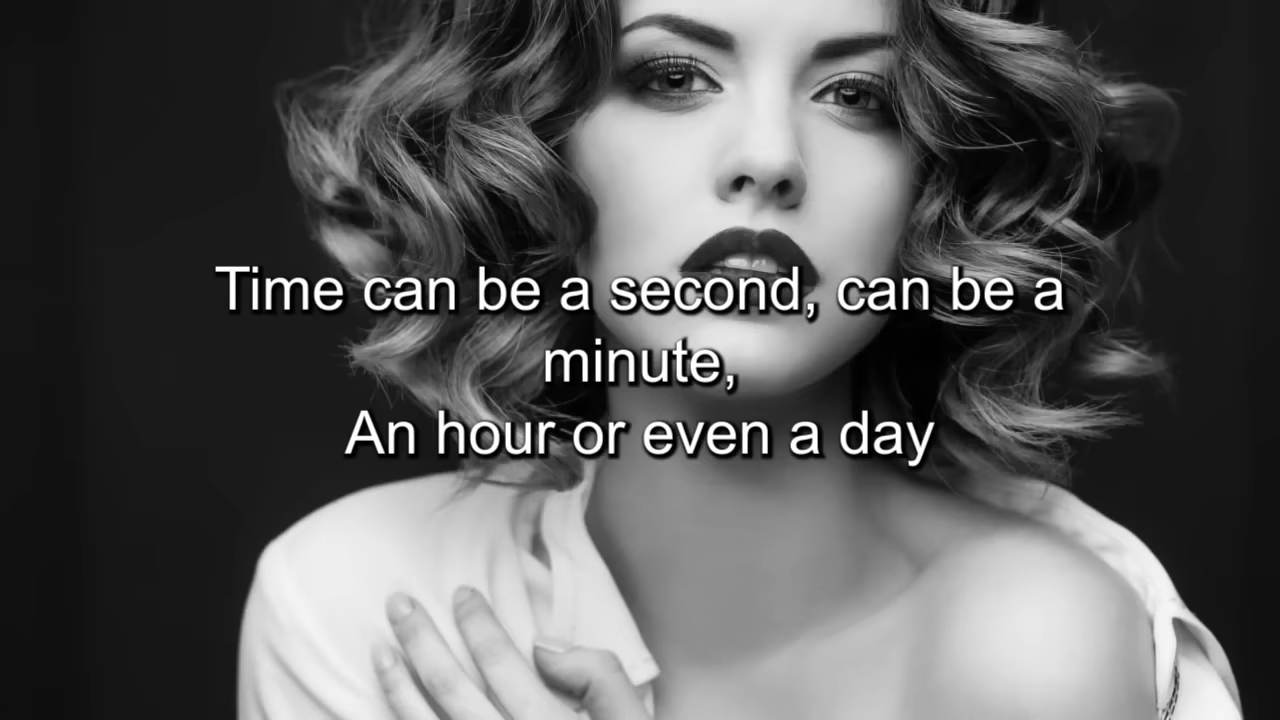 Time can be a second, can be a
minute,
An hour or even a day